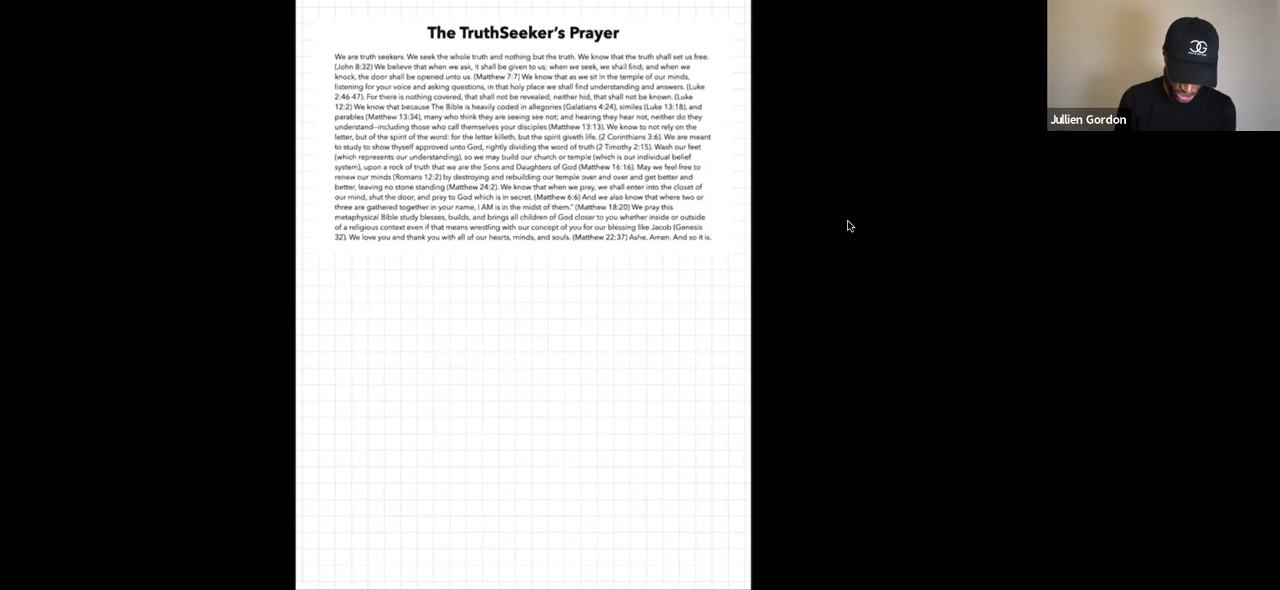 The TruthSeeker's Prayer
We are truth seekers. We seek the whole truth and nothing but the truth. We know that the truth shall set us free.
(John 8:32) We believe that when we ask, it shall be given to us; when we seek, we shall find; and when we
knock, the door shall be opened unto us. (Matthew 7:7) We know that as we sit in the temple of our minds,
listening for your voice and asking questions, in that holy place we shall find understanding and answers. (Luke
2:46-47). For there is nothing covered, that shall not be revealed; neither hid, that shall not be known. (Luke
12:2) We know that because The Bible is heavily coded in allegories (Galatians 4:24), similes (Luke 13:18), and
parables (Matthew 13:34), many who think they are seeing see not; and hearing they hear not, neither do they
understand--including those who call themselves your disciples (Matthew 13:13). We know to not rely on the
letter, but of the spirit of the word: for the letter killeth, but the spirit giveth life. (2 Corinthians 3:6). We are meant
to study to show thyself approved unto God, rightly dividing the word of truth (2 Timothy 2:15). Wash our feet
(which represents our understanding), so we may build our church or temple (which is our individual belief
system), upon a rock of truth that we are the Sons and Daughters of God (Matthew 16:16). May we feel free to
renew our minds (Romans 12:2) by destroying and rebuilding our temple over and over and get better and
better, leaving no stone standing (Matthew 24:2). We know that when we pray, we shall enter into the closet of
our mind, shut the door, and pray to God which is in secret. (Matthew 6:6) And we also know that where two or
three are gathered together in your name, I AM is in the midst of them." (Matthew 18:20) We pray this
metaphysical Bible study blesses, builds, and brings all children of God closer to you whether inside or outside
of a religious context even if that means wrestling with our concept of you for our blessing like Jacob (Genesis
32). We love you and thank you with all of our hearts, minds, and souls. (Matthew 22:37) Ashe. Amen. And so it is.
Jullien Gordon